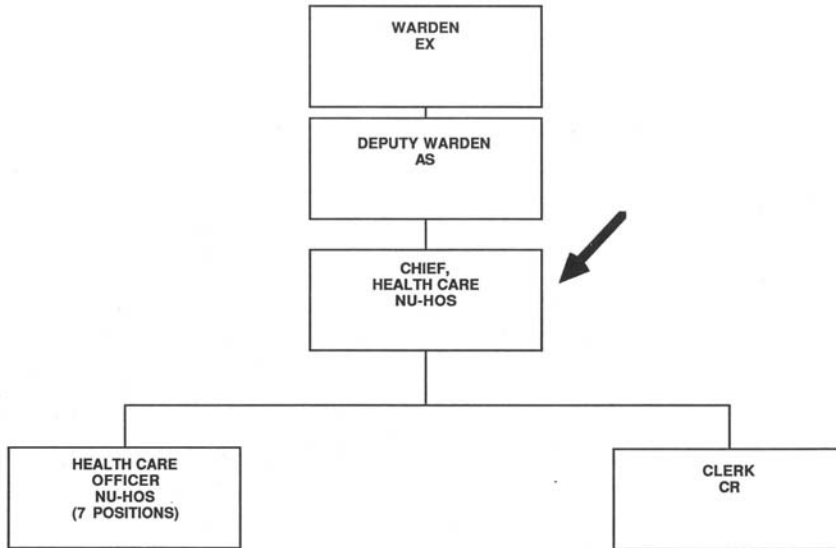 WARDEN
EX
DEPUTY WARDEN
AS
CHIEF,
HEALTH CARE
NU-HOS
HEALTH CARE
OFFICER
NU-HOS
(7 POSITIONS)
CLERK
CR